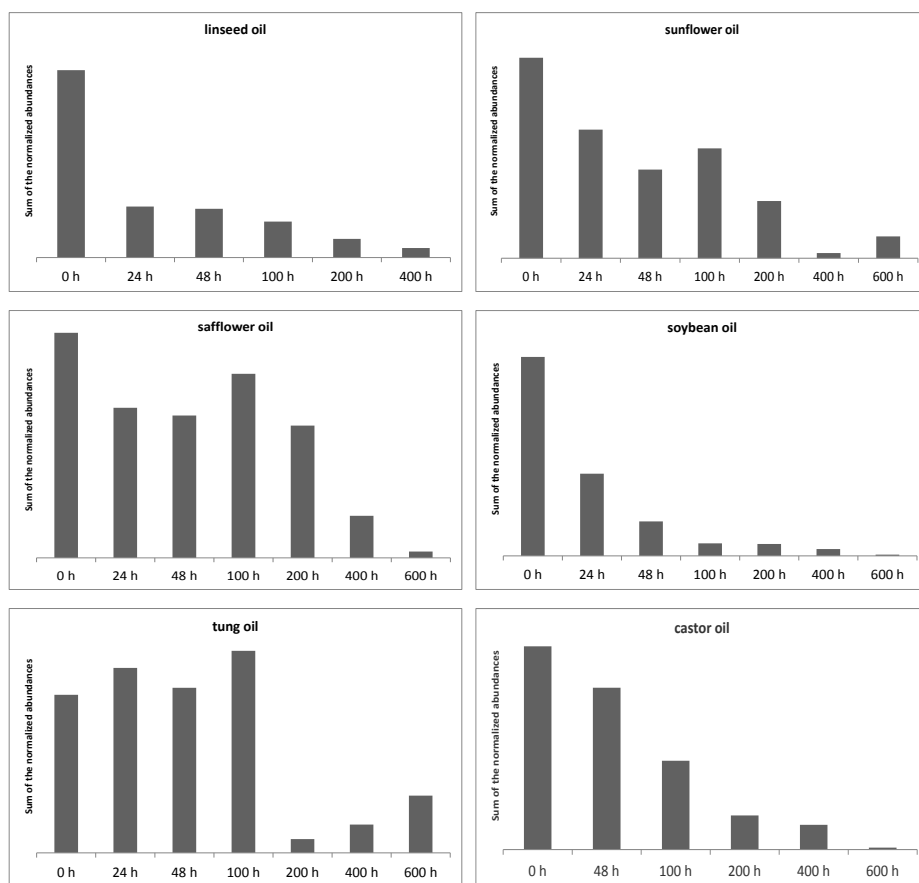 linseed oil
Sum of the normalized abundances
0 h 24 h 48 h 100 h 200 h 400 h
sunflower oil
Sum of the normalized abundances
0 h 24 h 48 h 100 h 200 h 400 h 600 h
safflower oil
Sum of the normalized abundances
0 h 24 h 48 h 100 h 200 h 400 h 600 h
soybean oil
Sum of the normalized abundances
0 h 24 h 48 h 100 h 200 h 400 h 600 h
tung oil
Sum of the normalized abundances
0 h 24 h 48 h 100 h 200 h 400 h 600 h
castor oil
Sum of the normalized abundances
0 h 48 h 100 h 200 h 400 h 600 h